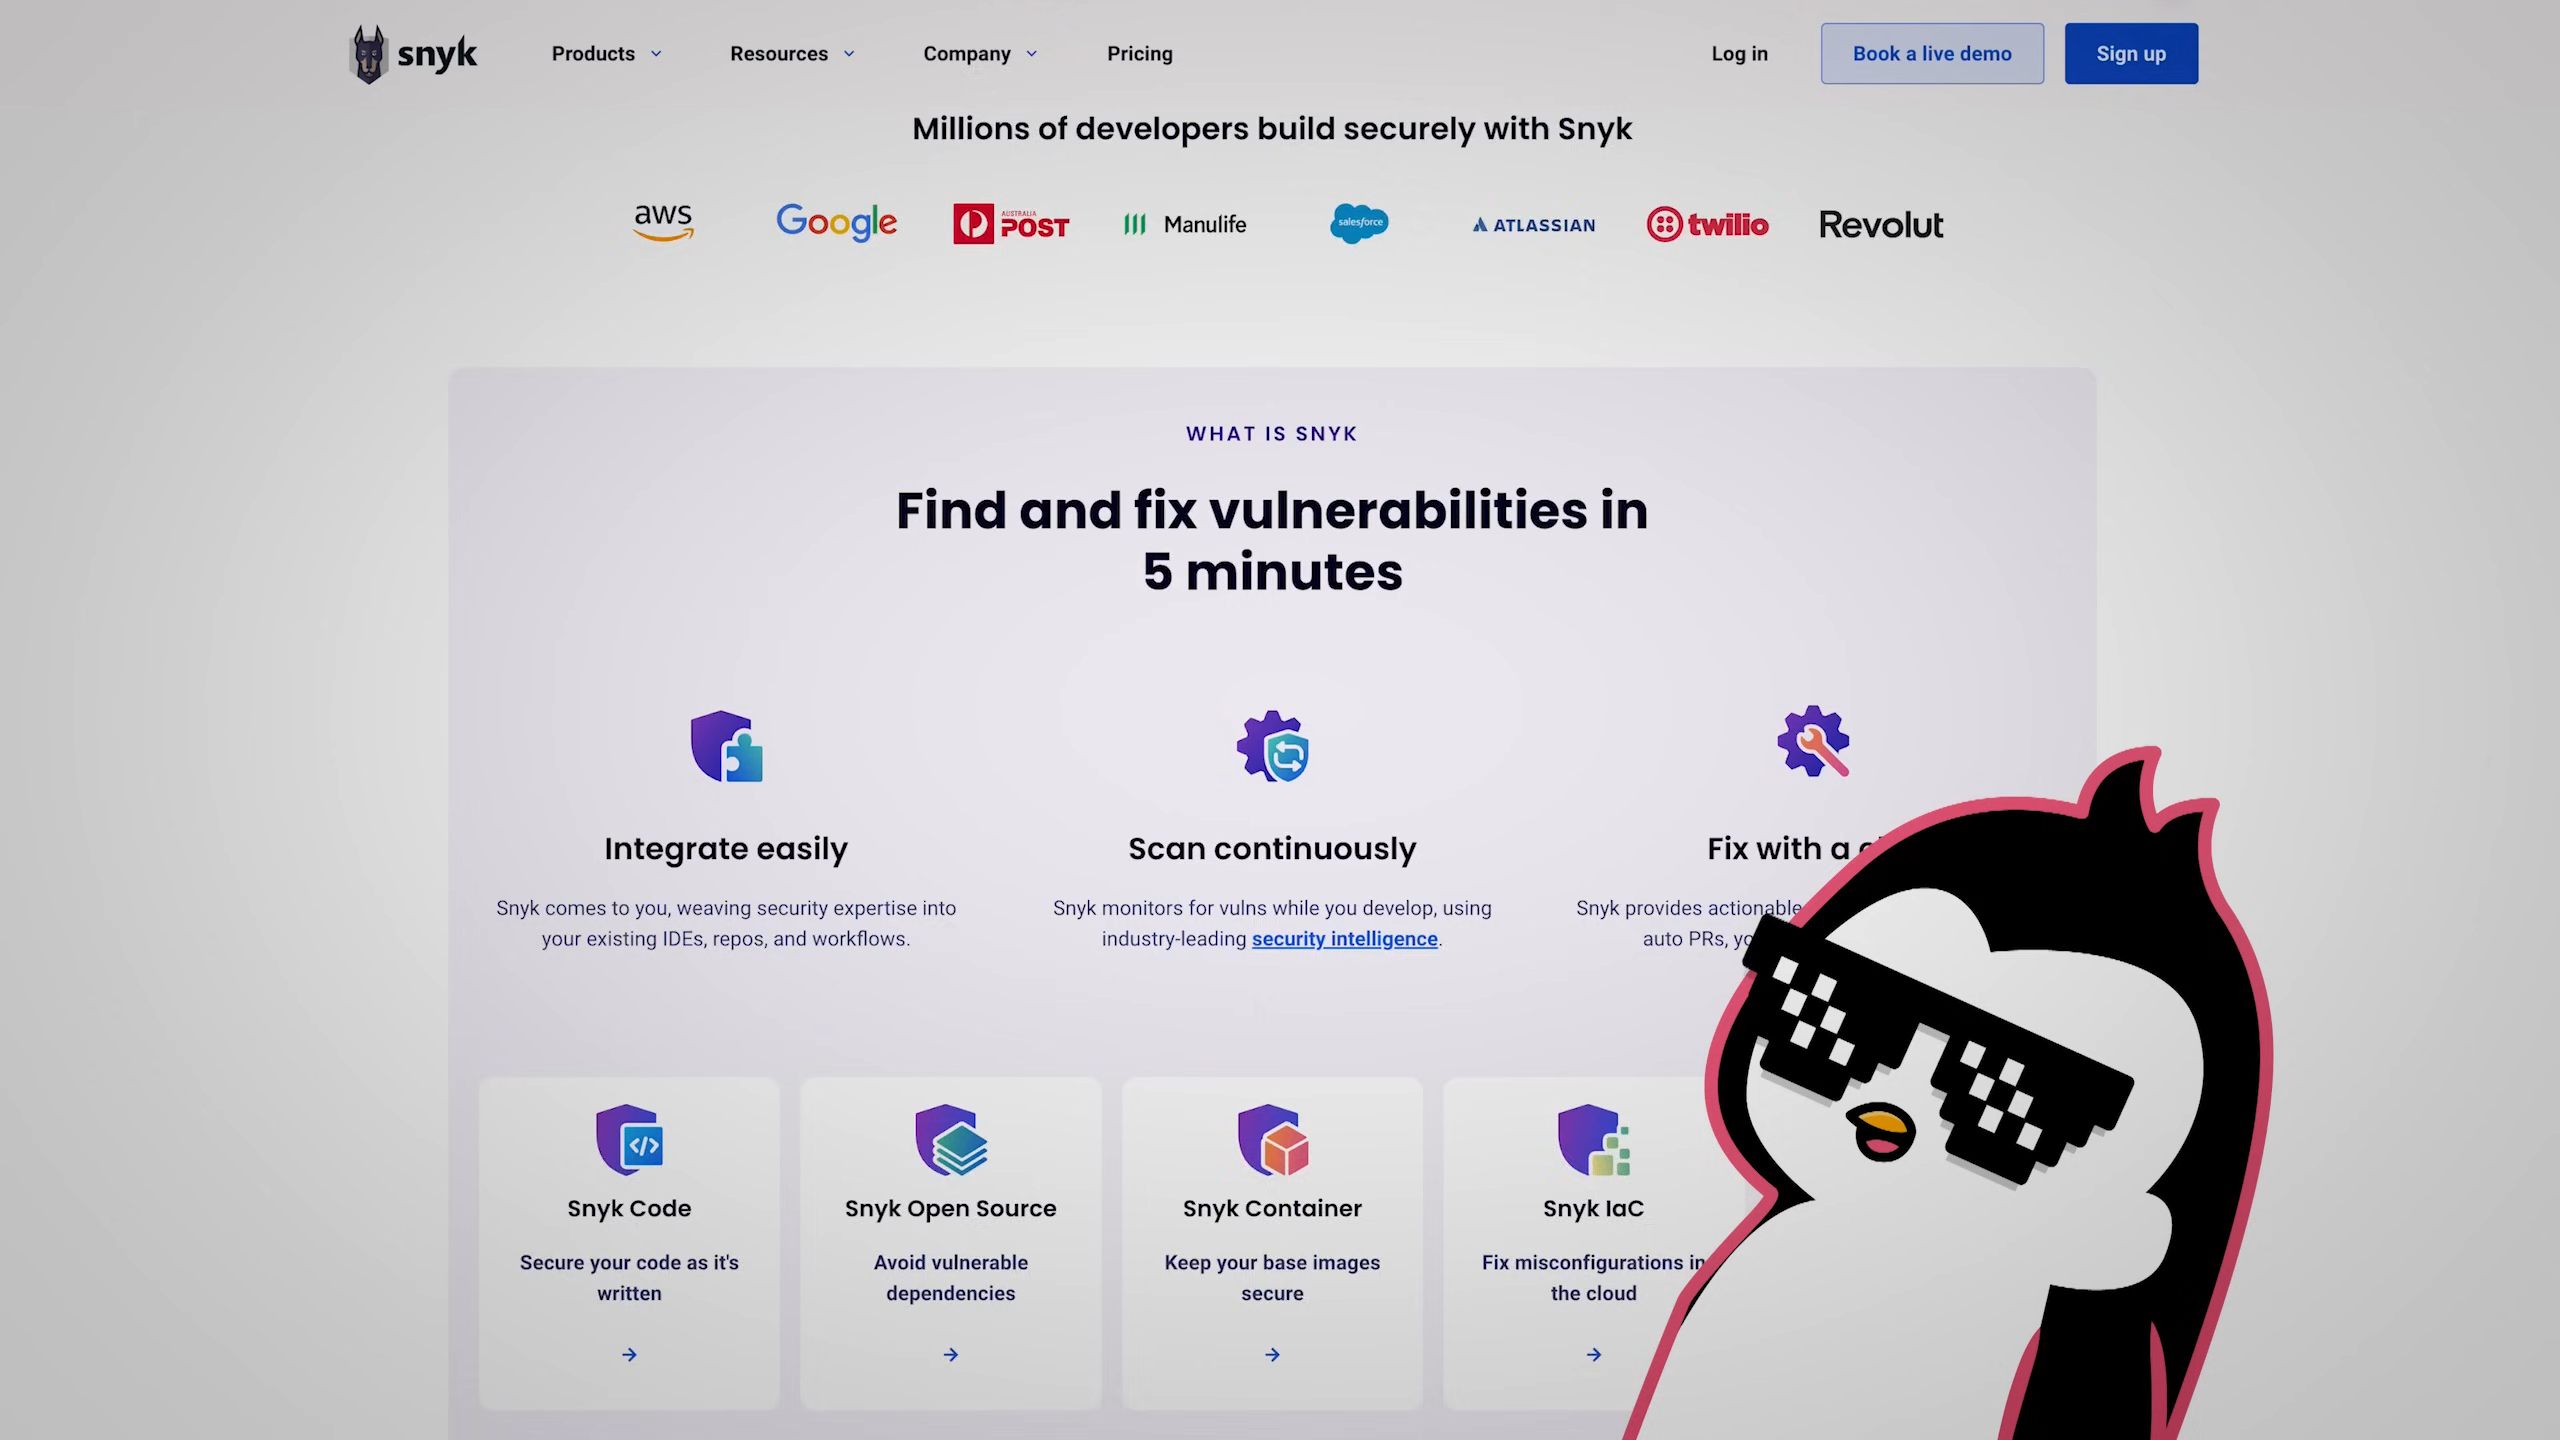 snyk
Products
Resources
Company
Pricing
Log in
Book a live demo
Sign up
Millions of developers build securely with Snyk
aws
Google
AUSTRALIA
POST
Manulife
salesforce
ATLASSIAN
twilio
Revolut
WHAT IS SNYK
Find and fix vulnerabilities in
5 minutes
Integrate easily
Snyk comes to you, weaving security expertise into
your existing IDEs, repos, and workflows.
Scan continuously
Snyk monitors for vulns while you develop, using
industry-leading security intelligence.
Fix with a
Snyk provides actionable
auto PRs,
Snyk Code
Secure your code as it's
written
Snyk Open Source
Avoid vulnerable
dependencies
Snyk Container
Keep your base images
secure
Snyk IaC
Fix misconfigurations in
the cloud